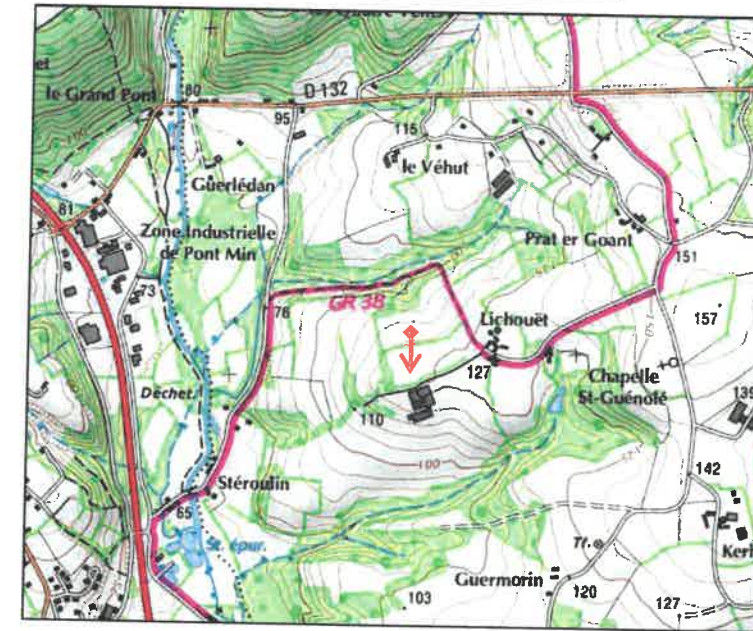 le Grand Pont
80
D 132
95
115
le Véhut
Guerlédan
81
Zone Industrielle
de Pont Min
Prat er Goant
151
73
76
GR 38
Lichouët
157
127
Déchet.
Chapelle
St-Guénolé
110
139
100
142
Stéroulin
65
St. épur.
Tf.
Guermorin
120
103
127